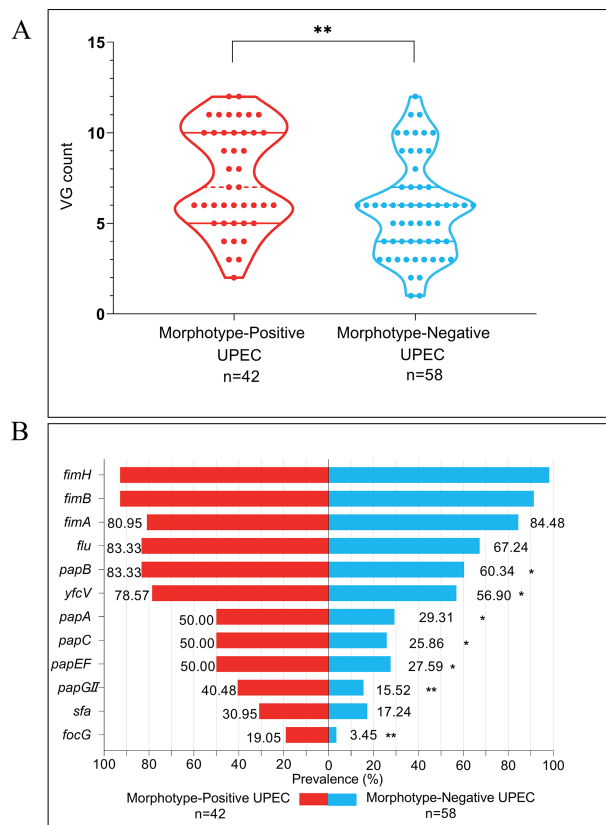 A
**
15
10
5
0
VG count
Morphotype-Positive
UPEC
n=42
Morphotype-Negative
UPEC
n=58
B
fimH
fimB
fimA 80.95 84.48
flu 83.33 67.24
papB 83.33 60.34 *
yfcV 78.57 56.90 *
papA 50.00 29.31 *
papC 50.00 25.86 *
papEF 50.00 27.59 *
papGII 40.48 15.52 **
sfa 30.95 17.24
focG 19.05 3.45 **
100 80 60 40 20 0 20 40 60 80 100
Prevalence (%)
Morphotype-Positive UPEC
n=42
Morphotype-Negative UPEC
n=58